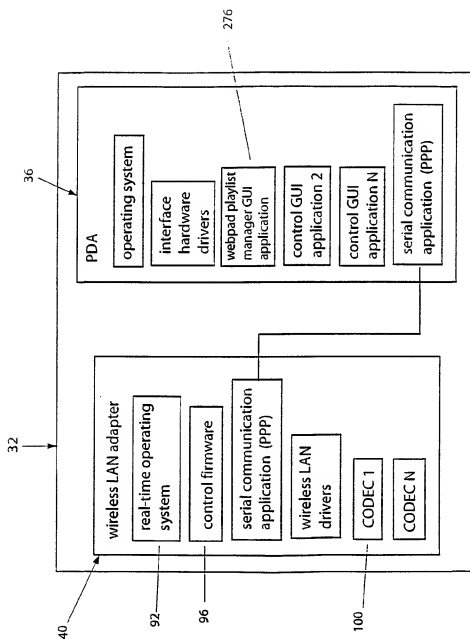 32
40
wireless LAN adapter
92
real-time operating
system
96
control firmware
serial communication
application (PPP)
wireless LAN
drivers
100
CODEC 1
CODEC N
36
PDA
operating system
interface
hardware
drivers
276
webpad playlist
manager GUI
application
control GUI
application 2
control GUI
application N
serial communication
application (PPP)